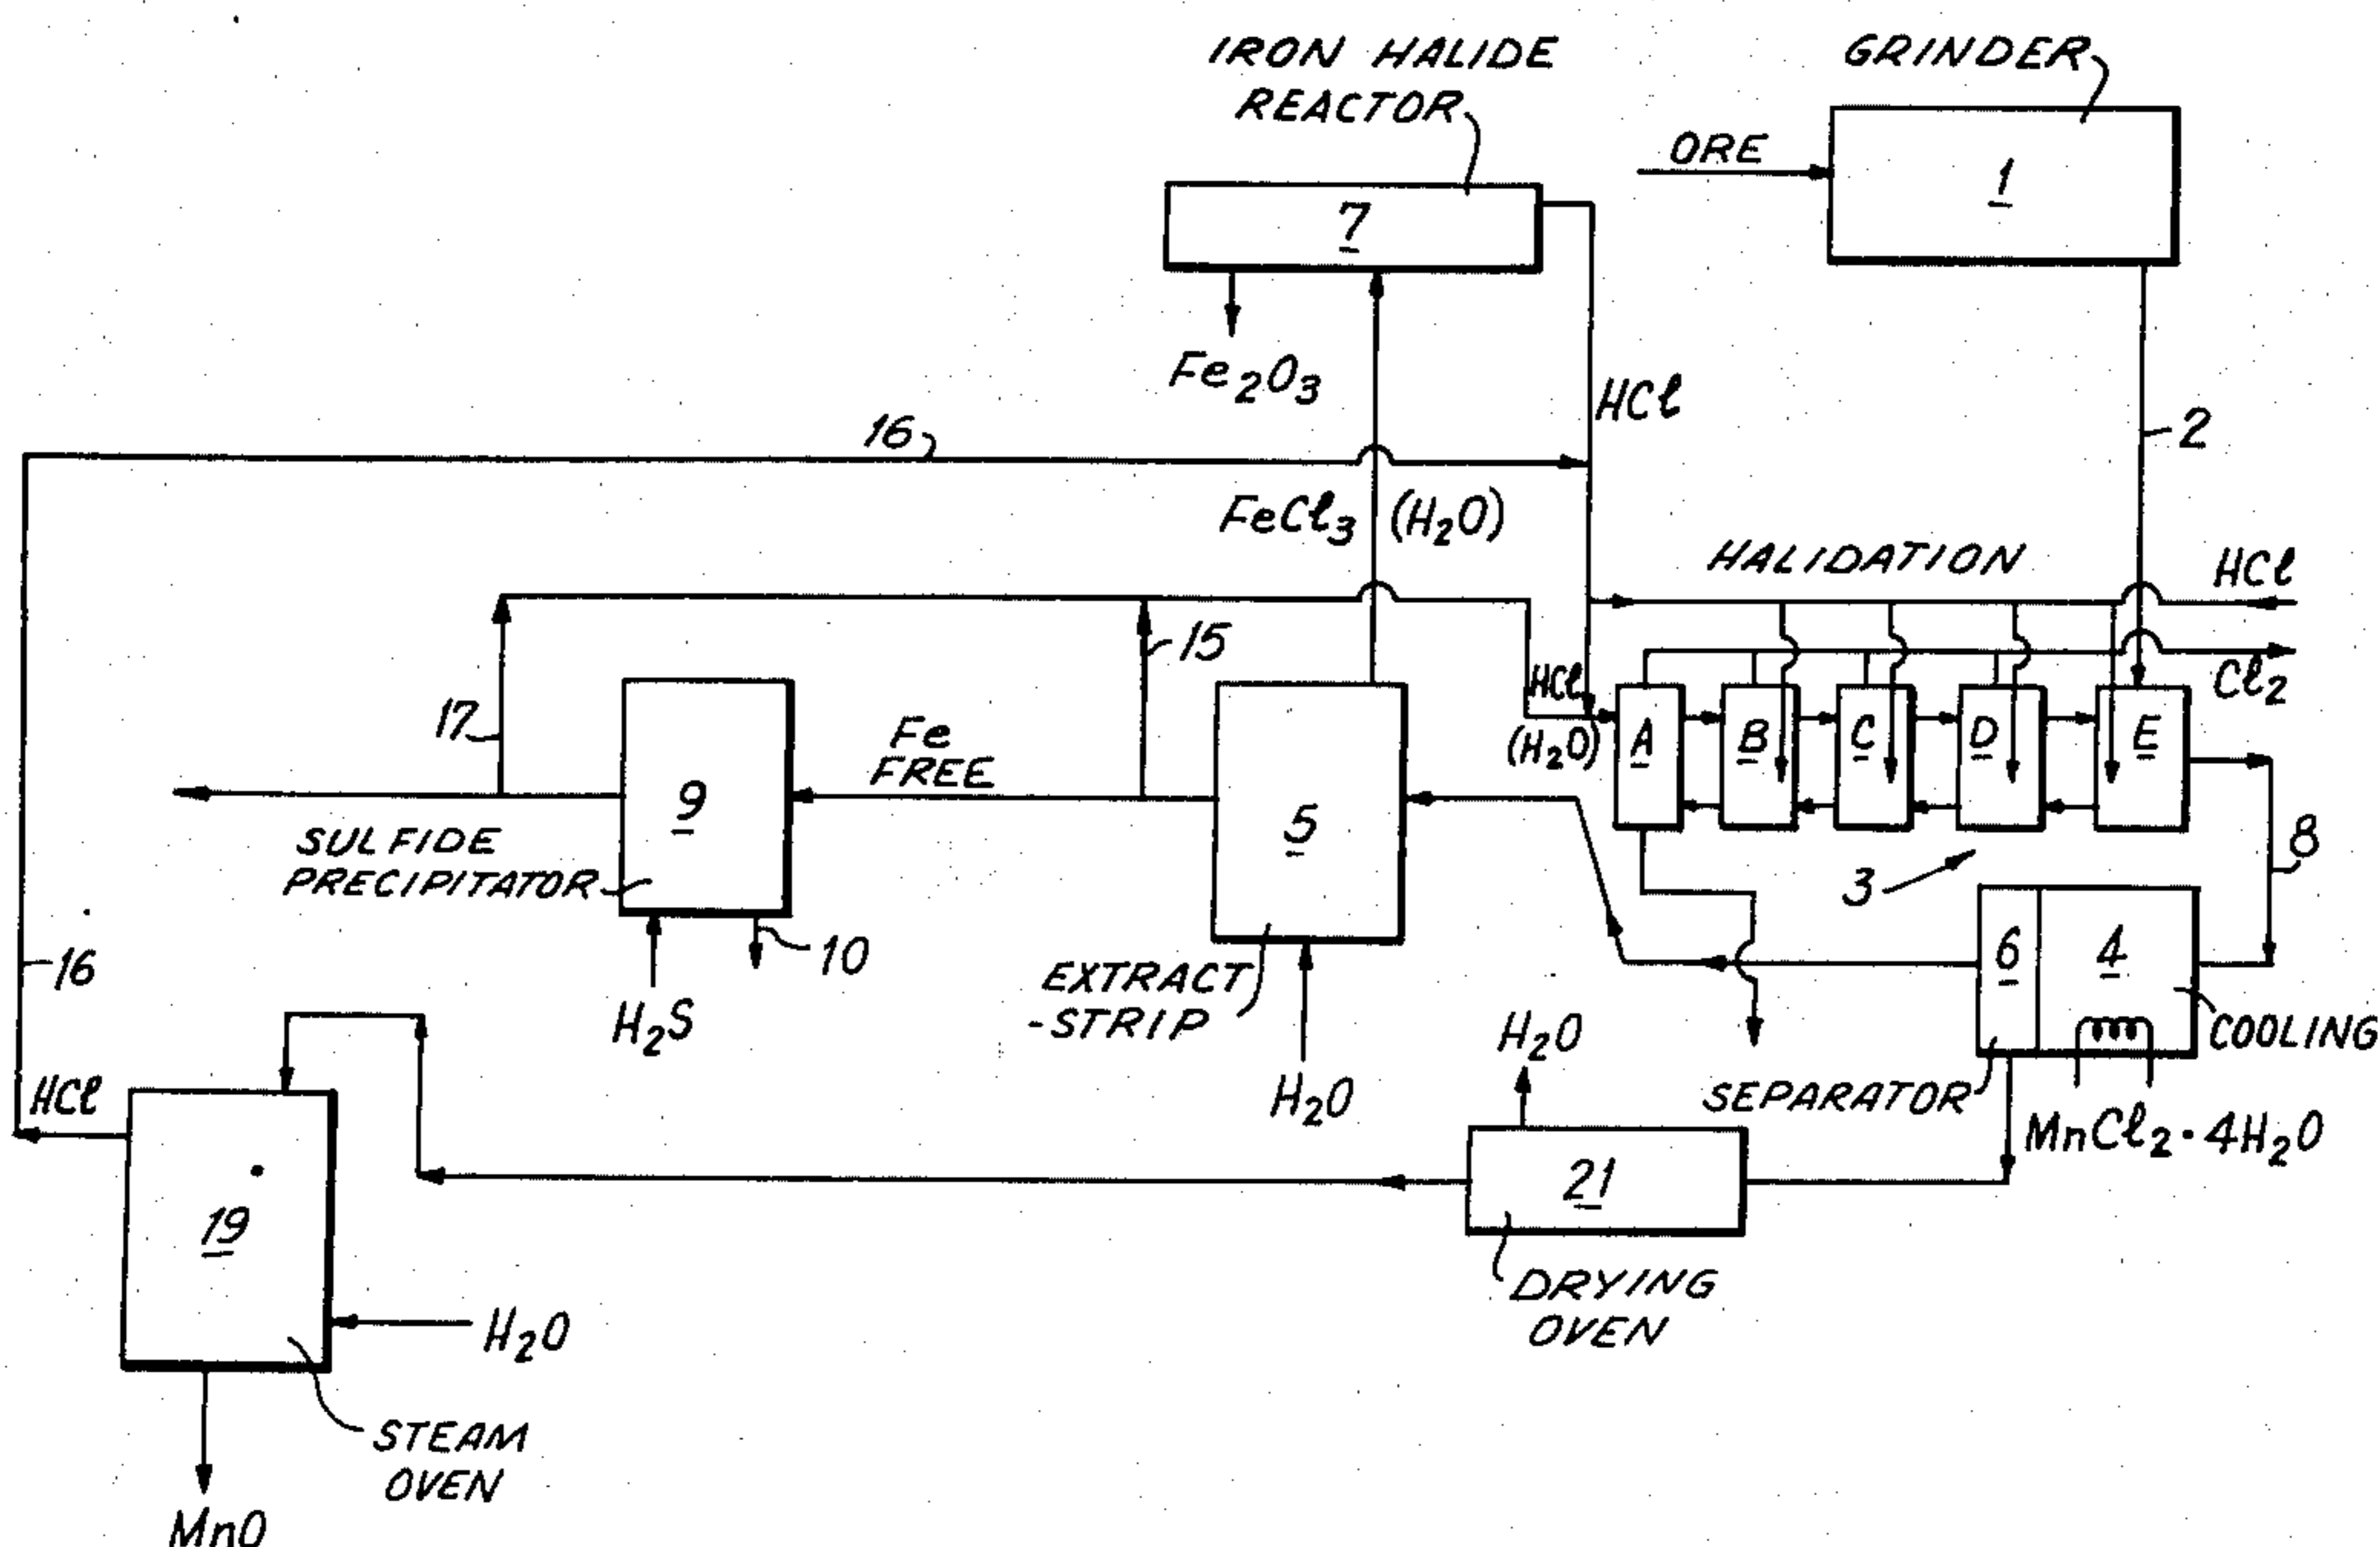 IRON HALIDE
REACTOR
GRINDER
ORE
1
7
Fe2O3
HCl
2
16
FeCl3 (H2O)
HALIDATION
HCl
15
Cl2
HCl
(H2O)
A
B
C
D
E
17
Fe
FREE
9
5
SULFIDE
PRECIPITATOR
8
3
6
4
16
10
H2S
EXTRACT
-STRIP
H2O
H2O
COOLING
SEPARATOR
MnCl2·4H2O
HCl
21
19
DRYING
OVEN
H2O
STEAM
OVEN
MnO